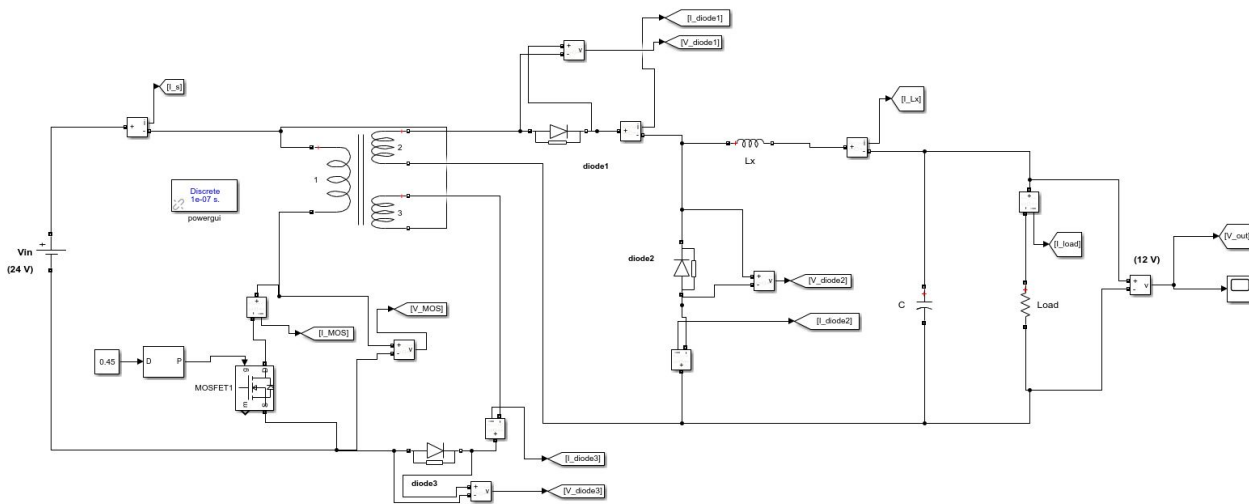 [I_diode1]
[V_diode1]
[I_s]
[I_Lx]
+
-
i
v
1
2
3
diode1
Lx
Discrete
1e-07 s.
powergui
Vin
(24 V)
diode2
[V_diode2]
[I_diode2]
[I_load]
[V_out]
(12 V)
C
Load
[V_MOS]
[I_MOS]
0.45
D
P
MOSFET1
g
D
m
S
diode3
[I_diode3]
[V_diode3]